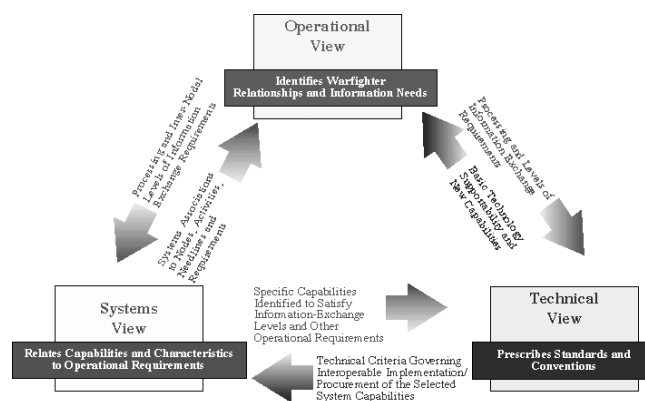 Operational
View
Identifies Warfighter
Relationships and Information Needs
Processing and Inter-Nodal
Levels of Information
Exchange Requirements
Systems Associations
to Nodes, Activities,
Needlines and
Requirements
Processing and Levels of
Information Exchange
Requirements
Basic Technology
Supportability and
New Capabilities
Systems
View
Relates Capabilities and Characteristics
to Operational Requirements
Specific Capabilities
Identified to Satisfy
Information-Exchange
Levels and Other
Operational Requirements
Technical Criteria Governing
Interoperable Implementation/
Procurement of the Selected
System Capabilities
Technical
View
Prescribes Standards and
Conventions